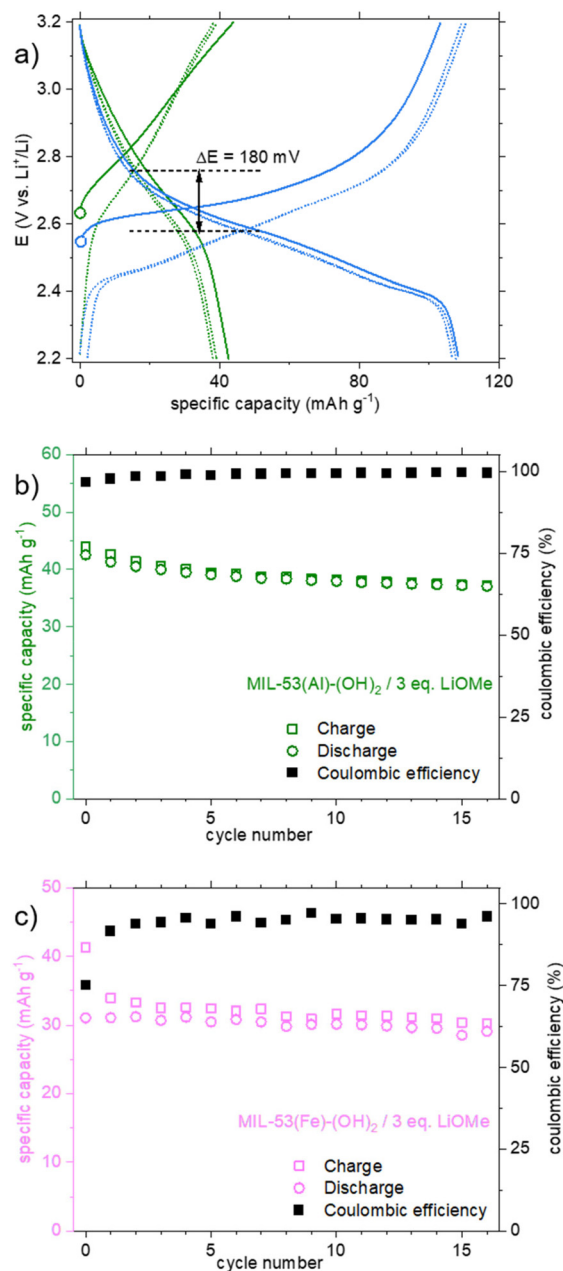 a)
E (V vs. Li⁺/Li)
3.2
3.0
2.8
2.6
2.4
2.2
ΔE = 180 mV
0 40 80 120
specific capacity (mAh g⁻¹)
b)
specific capacity (mAh g⁻¹)
60
50
40
30
20
10
0
100
75
50
25
0
coulombic efficiency (%)
MIL-53(Al)-(OH)₂ / 3 eq. LiOMe
Charge
Discharge
Coulombic efficiency
0 5 10 15
cycle number
c)
specific capacity (mAh g⁻¹)
50
40
30
20
10
0
100
75
50
25
0
coulombic efficiency (%)
MIL-53(Fe)-(OH)₂ / 3 eq. LiOMe
Charge
Discharge
Coulombic efficiency
0 5 10 15
cycle number